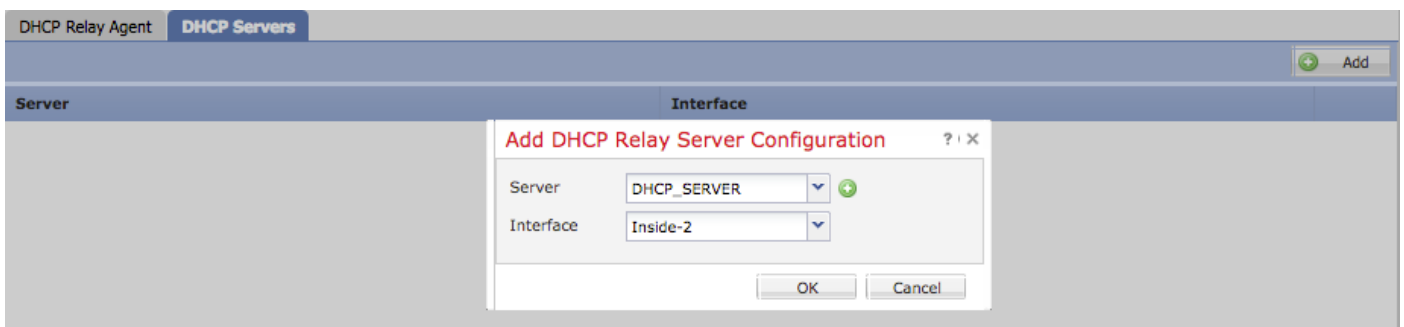 DHCP Relay Agent DHCP Servers
Add
Server Interface
Add DHCP Relay Server Configuration ?
Server DHCP_SERVER
Interface Inside-2
OK Cancel